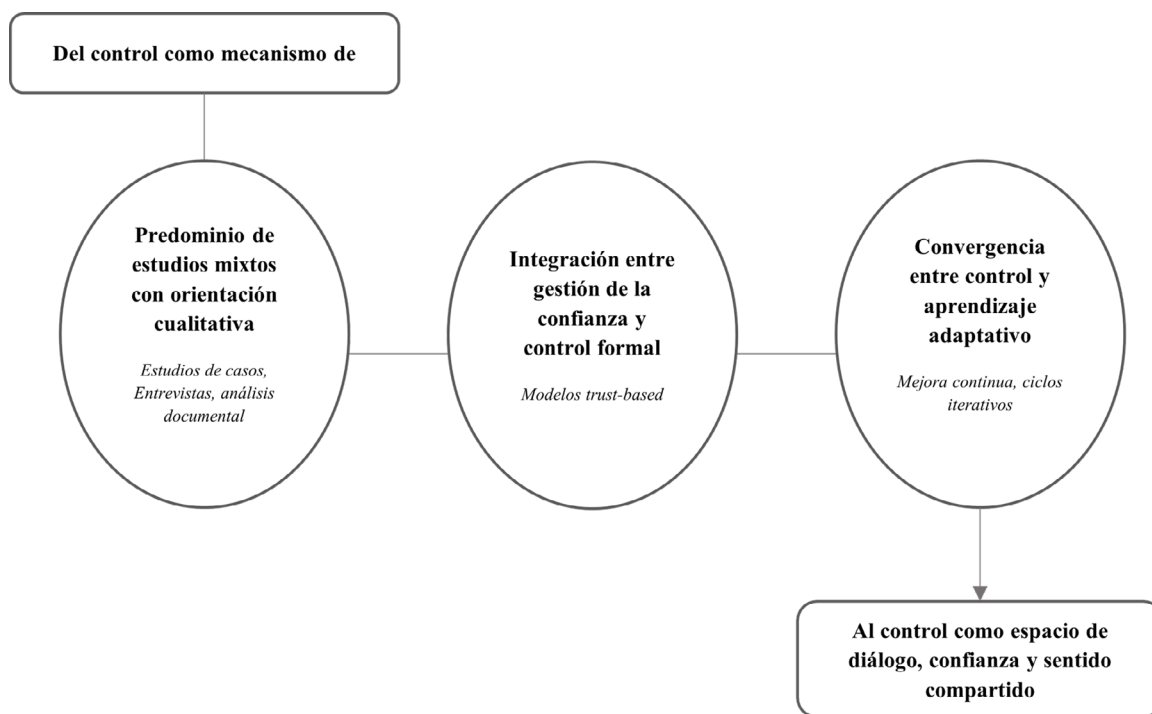 Del control como mecanismo de
Predominio de
estudios mixtos
con orientación
cualitativa
Estudios de casos,
Entrevistas, análisis
documental
Integración entre
gestión de la
confianza y
control formal
Modelos trust-based
Convergencia
entre control y
aprendizaje
adaptativo
Mejora continua, ciclos
iterativos
Al control como espacio de
diálogo, confianza y sentido
compartido